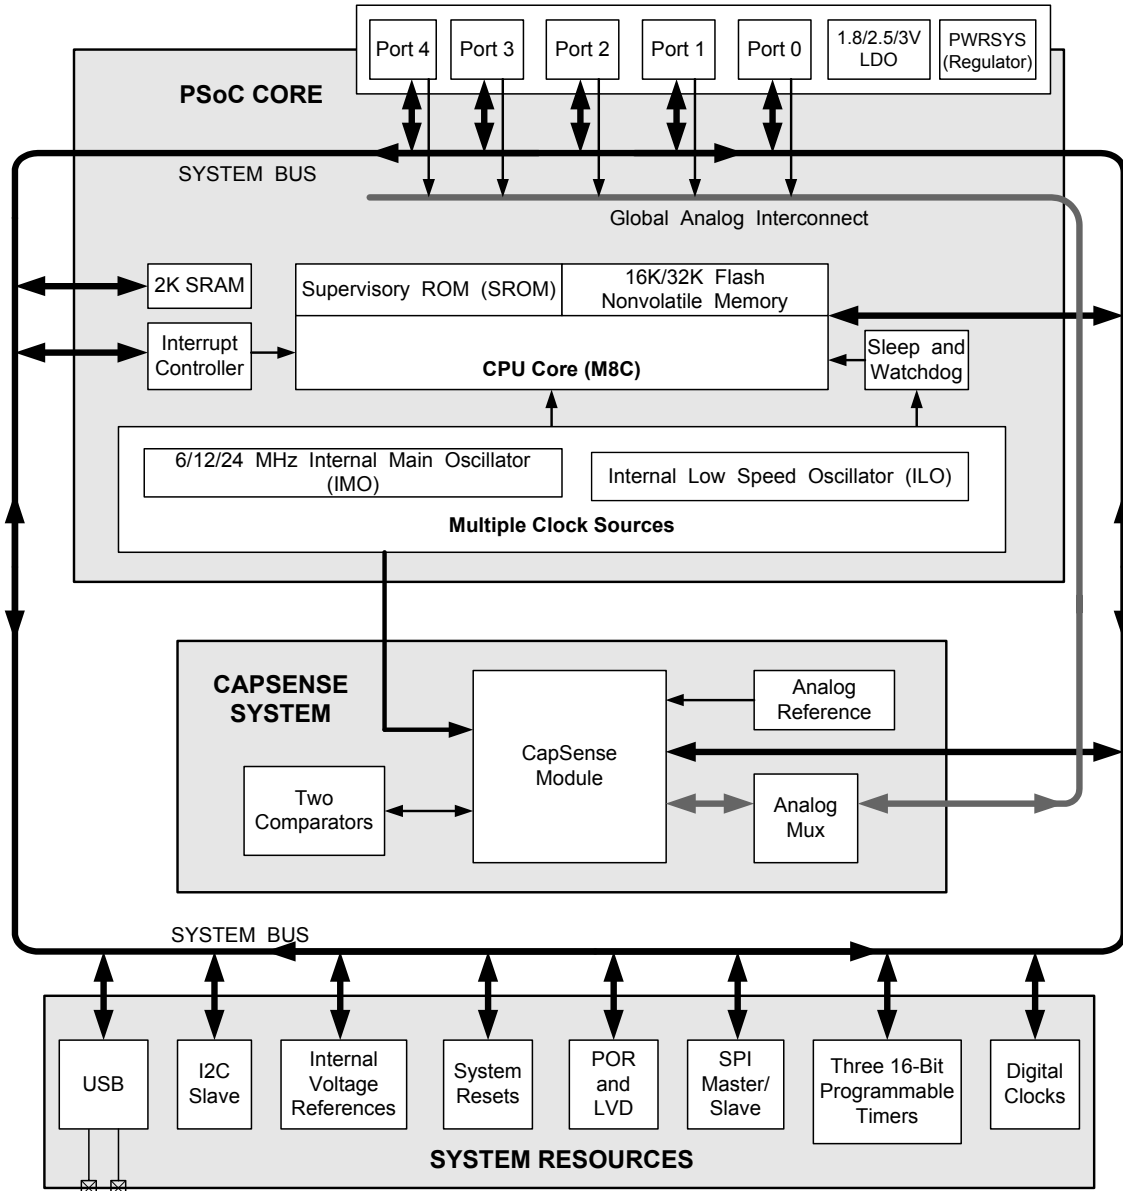 Port 4
Port 3
Port 2
Port 1
Port 0
1.8/2.5/3V
LDO
PWRSYS
(Regulator)
PSoC CORE
SYSTEM BUS
Global Analog Interconnect
2K SRAM
Supervisory ROM (SROM)
16K/32K Flash
Nonvolatile Memory
Interrupt
Controller
CPU Core (M8C)
Sleep and
Watchdog
6/12/24 MHz Internal Main Oscillator
(IMO)
Internal Low Speed Oscillator (ILO)
Multiple Clock Sources
CAPSENSE
SYSTEM
CapSense
Module
Analog
Reference
Two
Comparators
Analog
Mux
SYSTEM BUS
USB
I2C
Slave
Internal
Voltage
References
System
Resets
POR
and
LVD
SPI
Master/
Slave
Three 16-Bit
Programmable
Timers
Digital
Clocks
SYSTEM RESOURCES